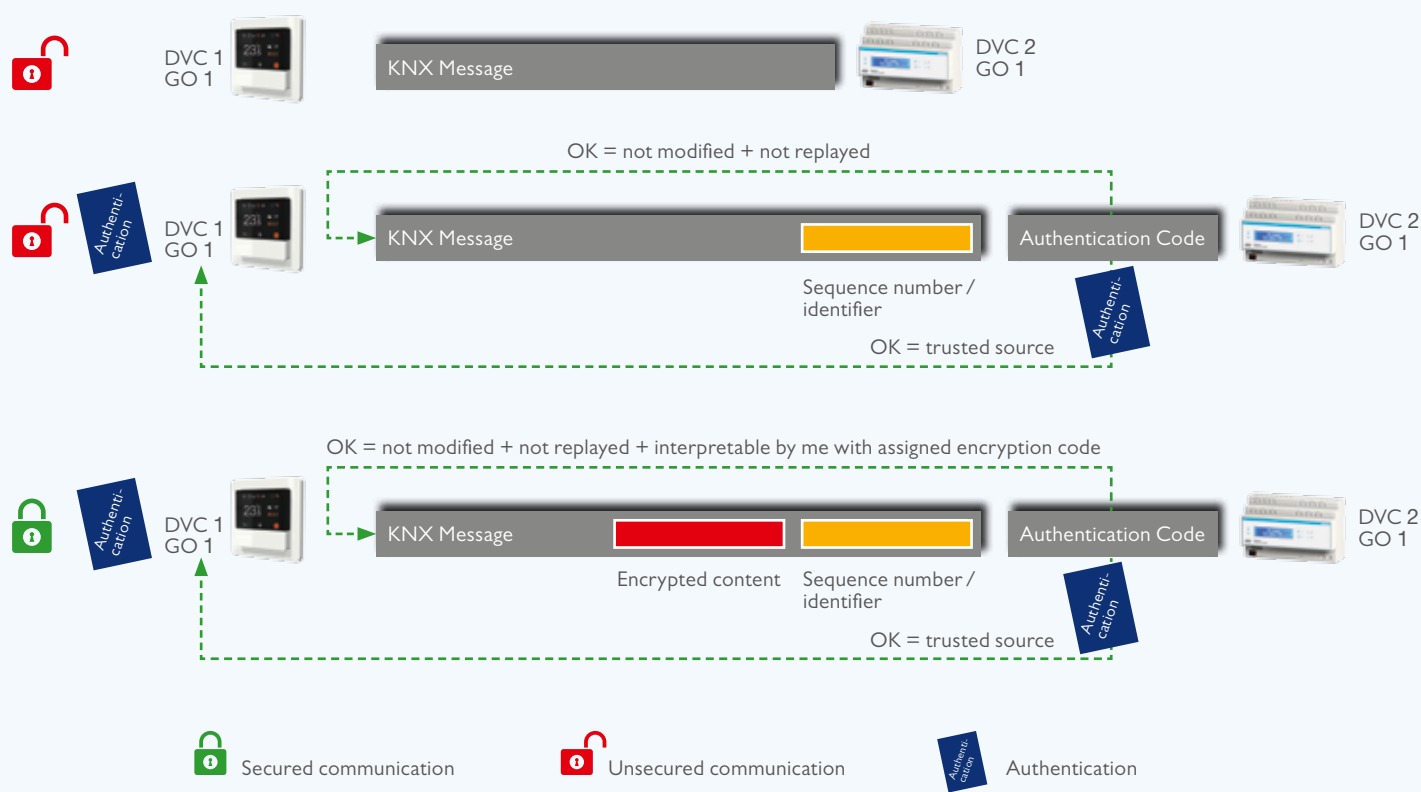 DVC 1
GO 1
KNX Message
DVC 2
GO 1
OK = not modified + not replayed
Authenti-
cation
DVC 1
GO 1
KNX Message
Authentication Code
DVC 2
GO 1
Sequence number /
identifier
Authenti-
cation
OK = trusted source
OK = not modified + not replayed + interpretable by me with assigned encryption code
Authenti-
cation
DVC 1
GO 1
KNX Message
Authentication Code
DVC 2
GO 1
Encrypted content
Sequence number /
identifier
Authenti-
cation
OK = trusted source
Secured communication
Unsecured communication
Authenti-
cation
Authentication